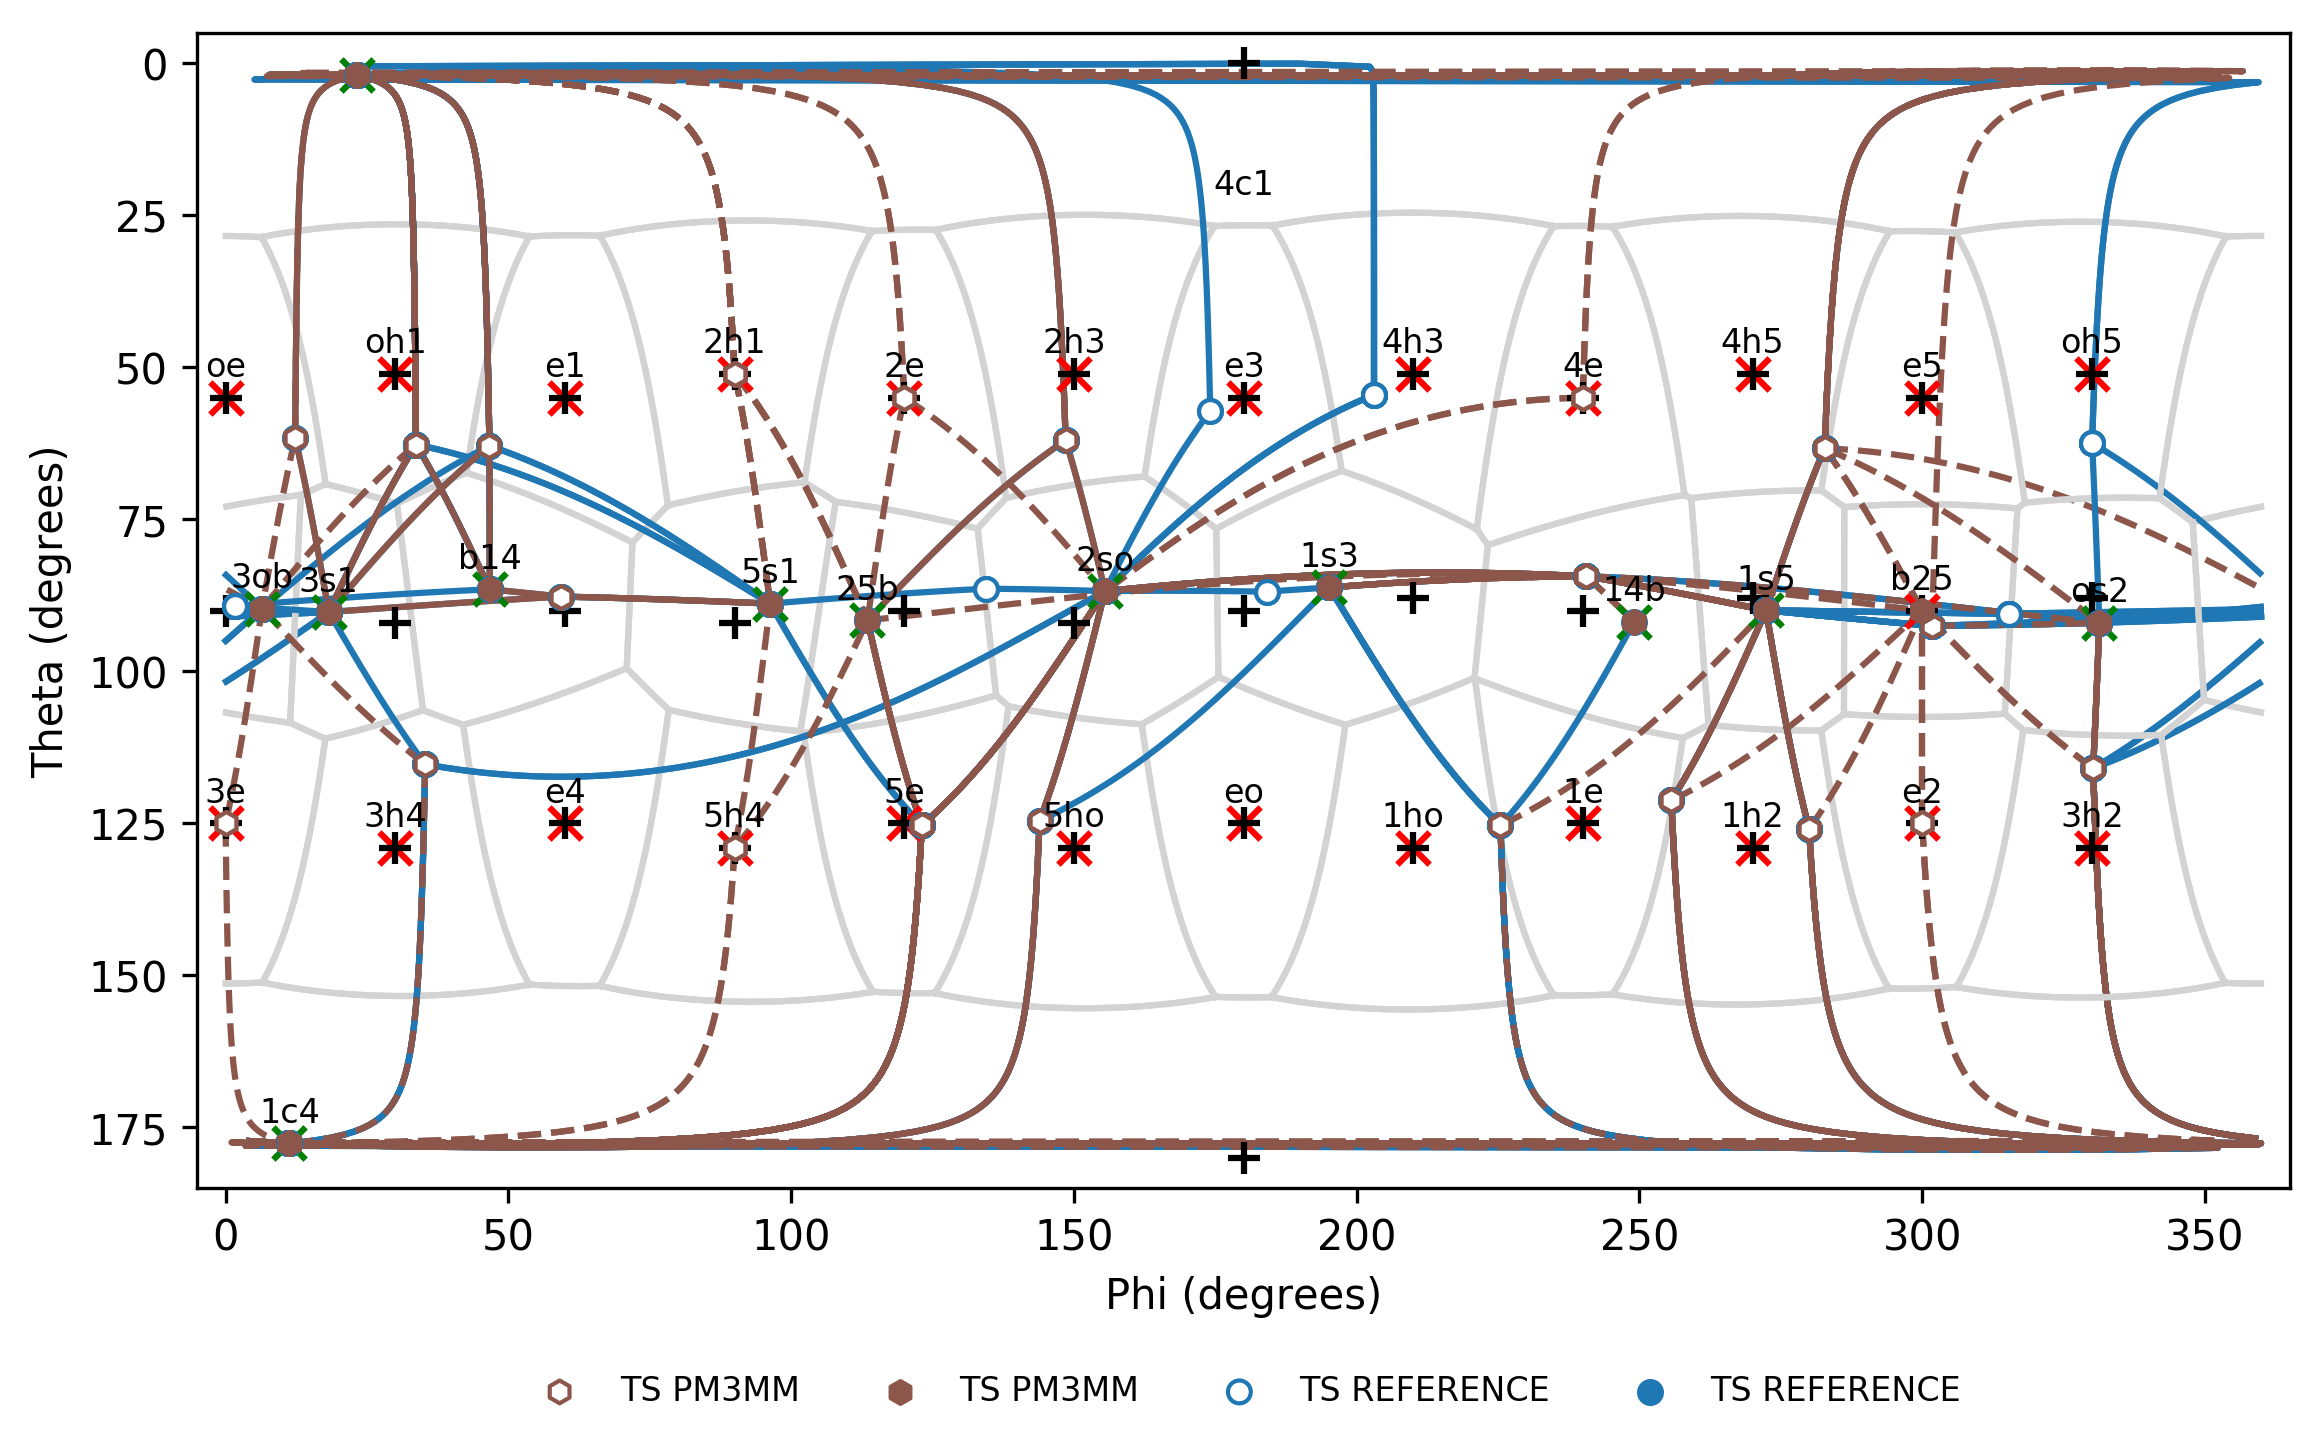 0
4c1
25
oh1 2h1 2h3 4h3 4h5 oh5
50 oe e1 2e e3 4e e5
75
3ob 3s1 b14 5s1 25b 2so 1s3 14b 1s5 b25 os2
100
3e e4 5e eo 1e e2
125 3h4 5h4 5ho 1ho 1h2 3h2
150
175 1c4
0 50 100 150 200 250 300 350
Theta (degrees)
Phi (degrees)
TS PM3MM TS PM3MM TS REFERENCE TS REFERENCE